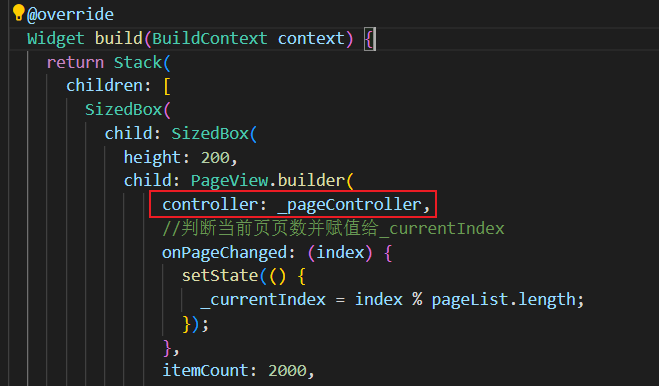 @override
Widget build(BuildContext context) {
return Stack(
children: [
SizedBox(
child: SizedBox(
height: 200,
child: PageView.builder(
controller: _pageController,
//判断当前页页数并赋值给_currentIndex
onPageChanged: (index) {
setState(() {
_currentIndex = index % pageList.length;
});
},
itemCount: 2000,